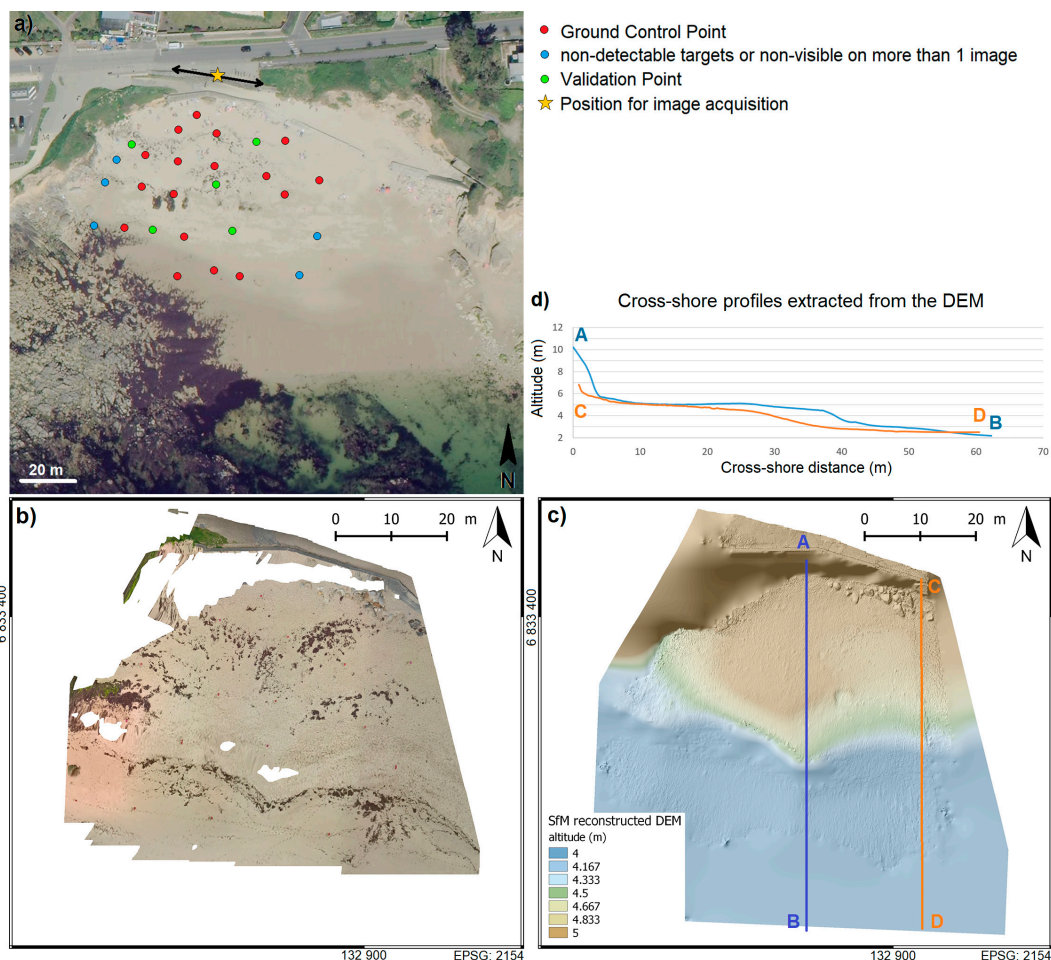 a)
Ground Control Point
non-detectable targets or non-visible on more than 1 image
Validation Point
Position for image acquisition
20 m
N
d)
Cross-shore profiles extracted from the DEM
Altitude (m)
12
10
8
6
4
2
A
C
D
B
0
10
20
30
40
50
60
70
Cross-shore distance (m)
b)
0 10 20 m
N
6 833 400
132 900
EPSG: 2154
c)
0 10 20 m
N
A
C
B
D
6 833 400
SfM reconstructed DEM
altitude (m)
4
4.167
4.333
4.5
4.667
4.833
5
132 900
EPSG: 2154